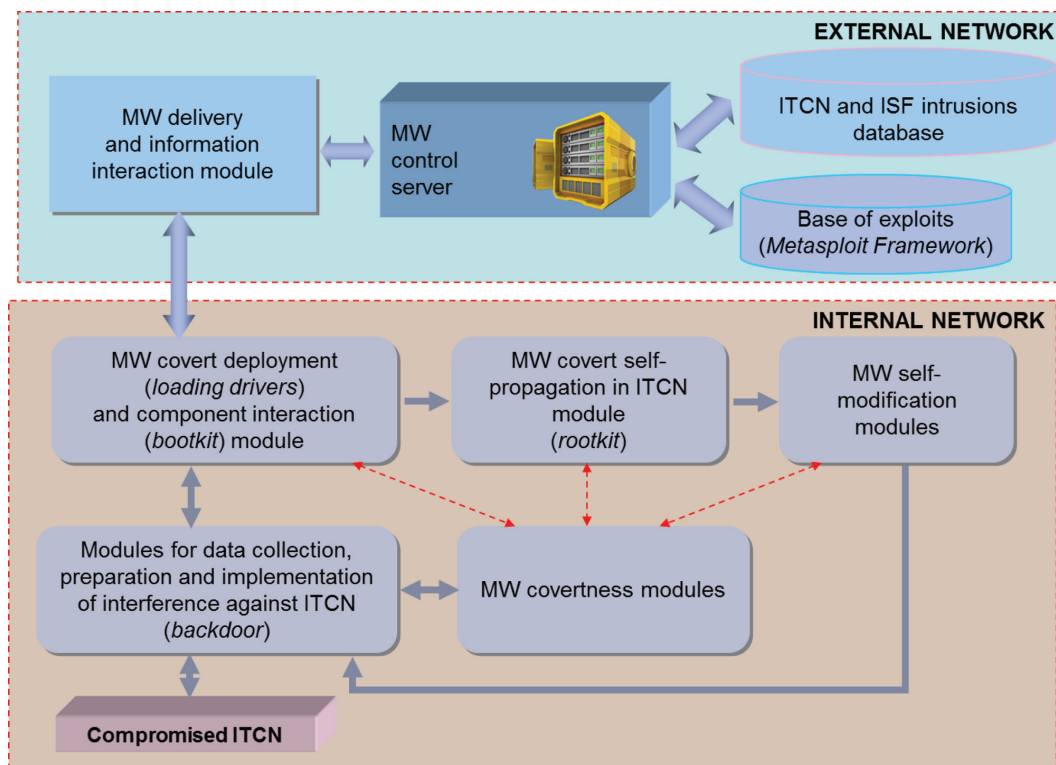 EXTERNAL NETWORK
MW delivery
and information
interaction module
MW
control
server
ITCN and ISF intrusions
database
Base of exploits
(Metasploit Framework)
INTERNAL NETWORK
MW covert deployment
(loading drivers)
and component interaction
(bootkit) module
MW covert self-
propagation in ITCN
module
(rootkit)
MW self-
modification
modules
Modules for data collection,
preparation and implementation
of interference against ITCN
(backdoor)
MW covertness modules
Compromised ITCN